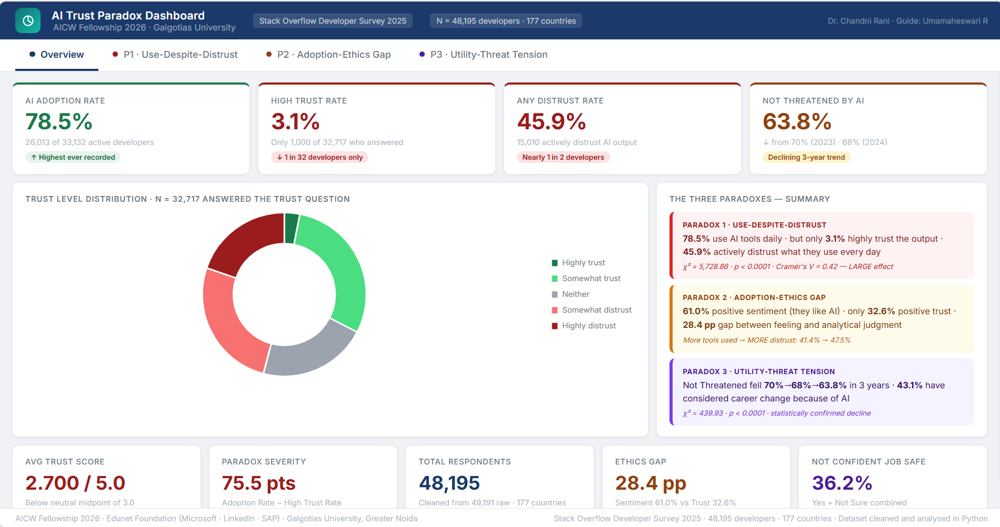 AI Trust Paradox Dashboard
AICW Fellowship 2026 · Galgotias University
Stack Overflow Developer Survey 2025
N = 48,195 developers · 177 countries
Dr. Chandni Rani · Guide: Umamaheswari R
Overview
P1 · Use-Despite-Distrust
P2 · Adoption-Ethics Gap
P3 · Utility-Threat Tension
AI ADOPTION RATE
78.5%
26,013 of 33,132 active developers
↑ Highest ever recorded
HIGH TRUST RATE
3.1%
Only 1,000 of 32,717 who answered
↓ 1 in 32 developers only
ANY DISTRUST RATE
45.9%
15,010 actively distrust AI output
Nearly 1 in 2 developers
NOT THREATENED BY AI
63.8%
↓ from 70% (2023) · 68% (2024)
Declining 3-year trend
TRUST LEVEL DISTRIBUTION · N = 32,717 ANSWERED THE TRUST QUESTION
Highly trust
Somewhat trust
Neither
Somewhat distrust
Highly distrust
THE THREE PARADOXES — SUMMARY
PARADOX 1 · USE-DESPITE-DISTRUST
78.5% use AI tools daily · but only 3.1% highly trust the output ·
45.9% actively distrust what they use every day
χ² = 5,728.86 · p < 0.0001 · Cramér's V = 0.42 — LARGE effect
PARADOX 2 · ADOPTION-ETHICS GAP
61.0% positive sentiment (they like AI) · only 32.6% positive trust ·
28.4 pp gap between feeling and analytical judgment
More tools used → MORE distrust: 41.4% → 47.5%
PARADOX 3 · UTILITY-THREAT TENSION
Not Threatened fell 70%→68%→63.8% in 3 years · 43.1% have
considered career change because of AI
χ² = 439.93 · p < 0.0001 · statistically confirmed decline
AVG TRUST SCORE
2.700 / 5.0
Below neutral midpoint of 3.0
PARADOX SEVERITY
75.5 pts
Adoption Rate − High Trust Rate
TOTAL RESPONDENTS
48,195
Cleaned from 49,191 raw · 177 countries
ETHICS GAP
28.4 pp
Sentiment 61.0% vs Trust 32.6%
NOT CONFIDENT JOB SAFE
36.2%
Yes + Not Sure combined
AICW Fellowship 2026 · Edunet Foundation (Microsoft · LinkedIn · SAP) · Galgotias University, Greater Noida
Stack Overflow Developer Survey 2025 · 48,195 developers · 177 countries · Dataset cleaned and analysed in Python